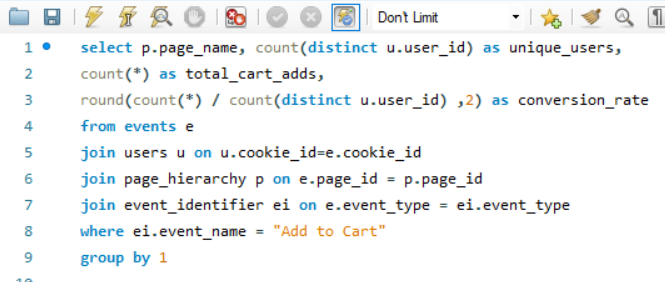 Don't Limit
1 select p.page_name, count(distinct u.user_id) as unique_users,
2 count(*) as total_cart_adds,
3 round(count(*) / count(distinct u.user_id) ,2) as conversion_rate
4 from events e
5 join users u on u.cookie_id=e.cookie_id
6 join page_hierarchy p on e.page_id = p.page_id
7 join event_identifier ei on e.event_type = ei.event_type
8 where ei.event_name = "Add to Cart"
9 group by 1
10